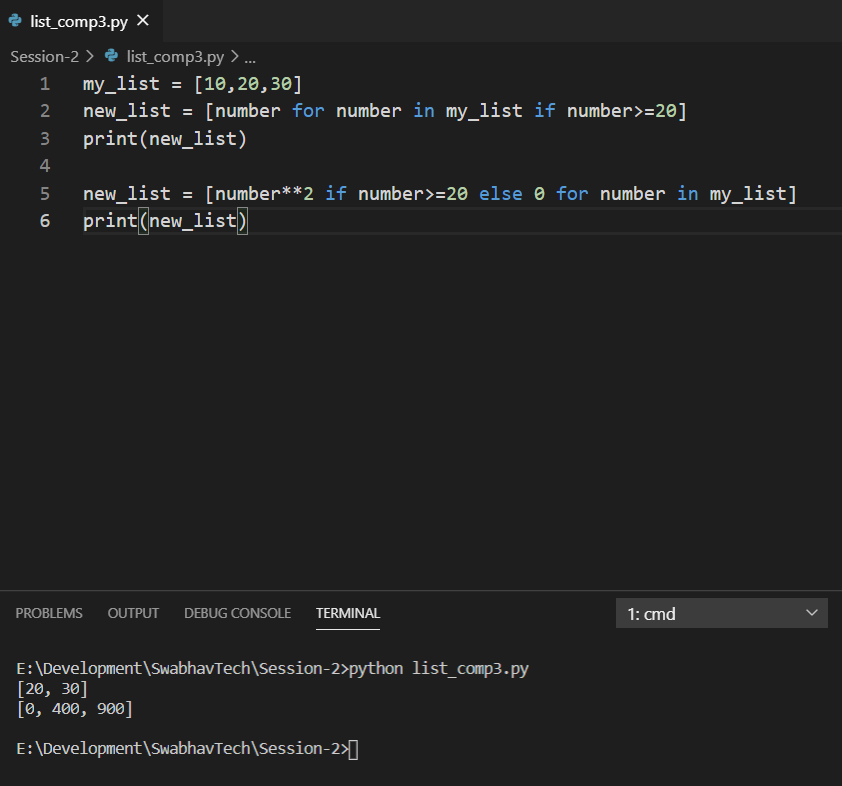 list_comp3.py
Session-2 > list_comp3.py > ...
1 my_list = [10,20,30]
2 new_list = [number for number in my_list if number>=20]
3 print(new_list)
4
5 new_list = [number**2 if number>=20 else 0 for number in my_list]
6 print(new_list)
PROBLEMS OUTPUT DEBUG CONSOLE TERMINAL 1: cmd
E:\Development\SwabhavTech\Session-2>python list_comp3.py
[20, 30]
[0, 400, 900]
E:\Development\SwabhavTech\Session-2>